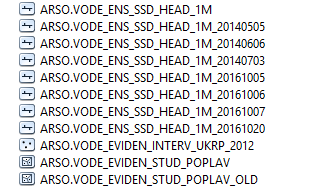 ARSO.VODE_ENS_SSD_HEAD_1M
ARSO.VODE_ENS_SSD_HEAD_1M_20140505
ARSO.VODE_ENS_SSD_HEAD_1M_20140606
ARSO.VODE_ENS_SSD_HEAD_1M_20140703
ARSO.VODE_ENS_SSD_HEAD_1M_20161005
ARSO.VODE_ENS_SSD_HEAD_1M_20161006
ARSO.VODE_ENS_SSD_HEAD_1M_20161007
ARSO.VODE_ENS_SSD_HEAD_1M_20161020
ARSO.VODE_EVIDEN_INTERV_UKRP_2012
ARSO.VODE_EVIDEN_STUD_POPLAV
ARSO.VODE_EVIDEN_STUD_POPLAV_OLD